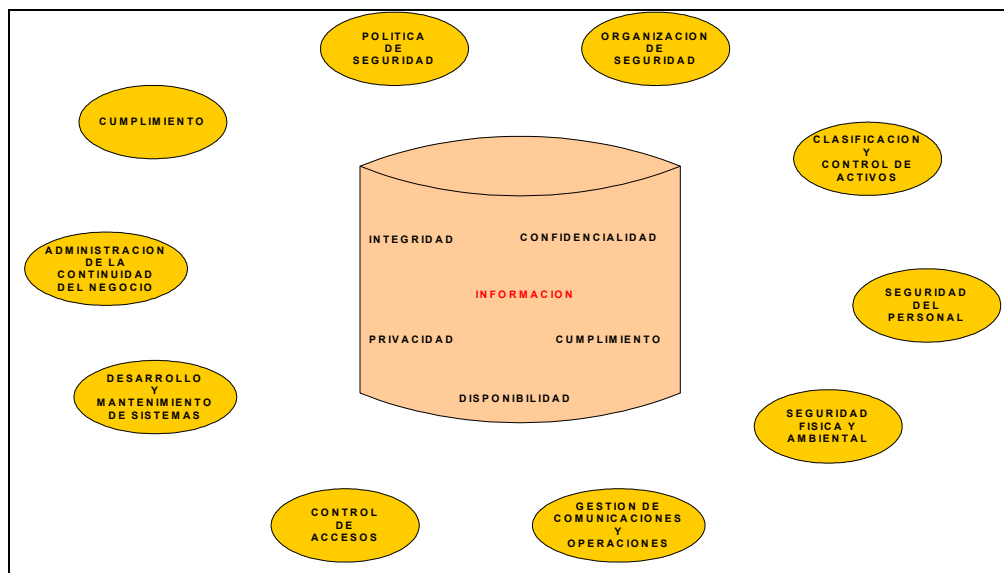 POLITICA
DE
SEGURIDAD
ORGANIZACION
DE
SEGURIDAD
CUMPLIMIENTO
CLASIFICACION
Y
CONTROL DE
ACTIVOS
INTEGRIDAD
CONFIDENCIALIDAD
ADMINISTRACION
DE LA
CONTINUIDAD
DEL NEGOCIO
INFORMACION
SEGURIDAD
DEL
PERSONAL
PRIVACIDAD
CUMPLIMIENTO
DESARROLLO
Y
MANTENIMIENTO
DE SISTEMAS
DISPONIBILIDAD
SEGURIDAD
FISICA Y
AMBIENTAL
CONTROL
DE
ACCESOS
GESTION DE
COMUNICACIONES
Y
OPERACIONES